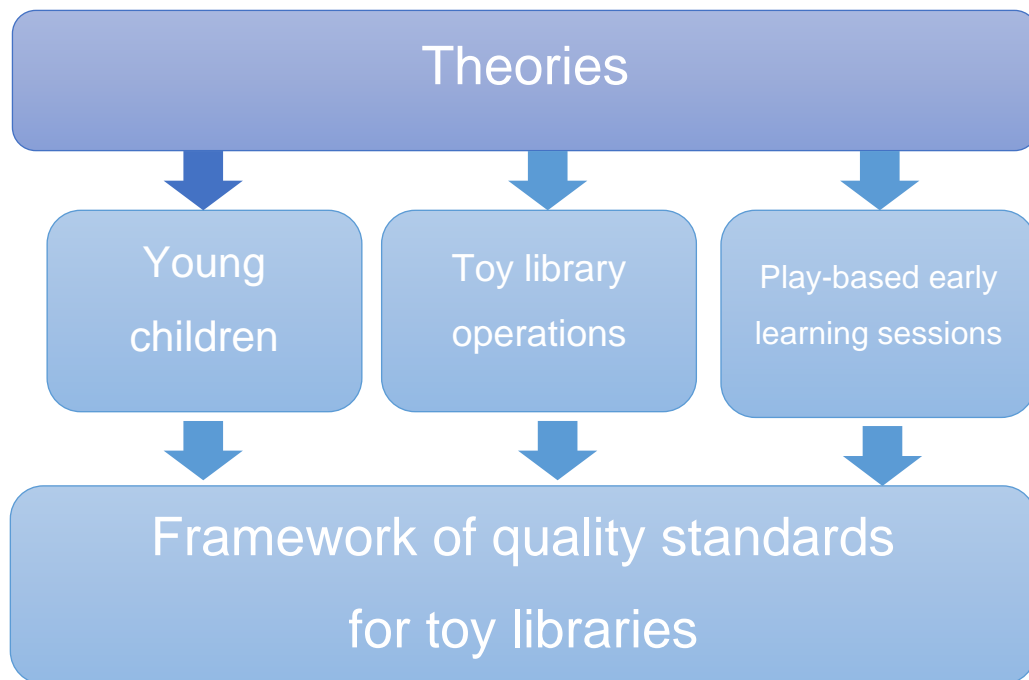 Theories
Young
children
Toy library
operations
Play-based early
learning sessions
Framework of quality standards
for toy libraries